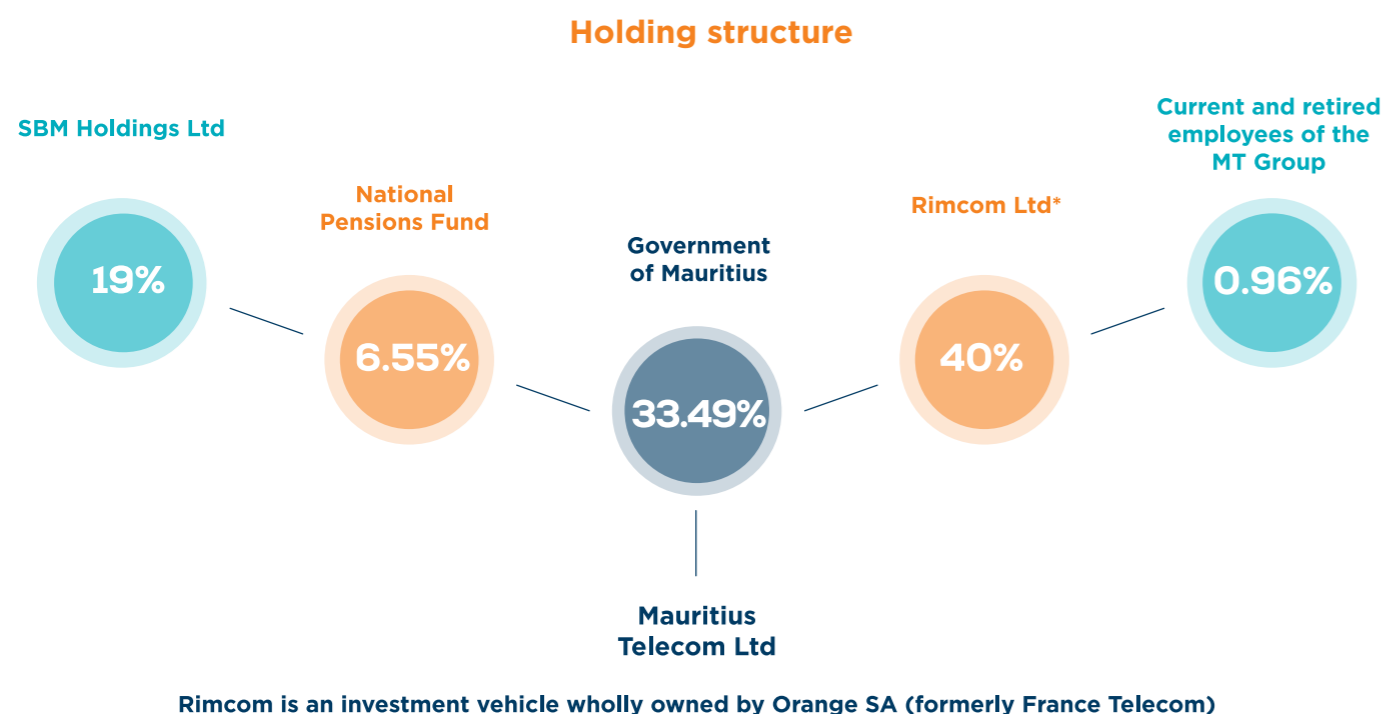 Holding structure
SBM Holdings Ltd
19%
National
Pensions Fund
6.55%
Government
of Mauritius
33.49%
Rimcom Ltd*
40%
Current and retired
employees of the
MT Group
0.96%
Mauritius
Telecom Ltd
Rimcom is an investment vehicle wholly owned by Orange SA (formerly France Telecom)